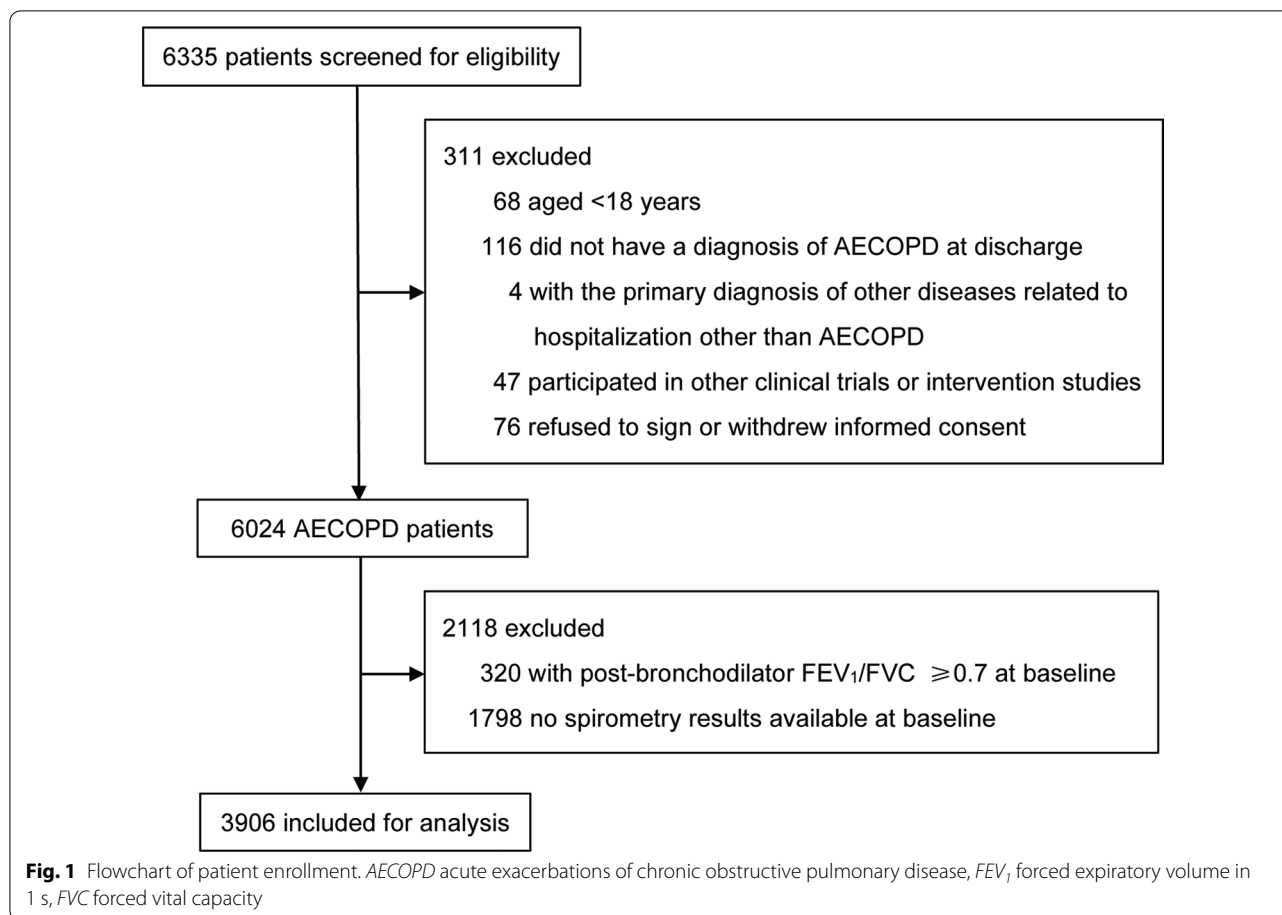 6335 patients screened for eligibility
311 excluded
68 aged <18 years
116 did not have a diagnosis of AECOPD at discharge
4 with the primary diagnosis of other diseases related to
hospitalization other than AECOPD
47 participated in other clinical trials or intervention studies
76 refused to sign or withdrew informed consent
6024 AECOPD patients
2118 excluded
320 with post-bronchodilator FEV₁/FVC ≥0.7 at baseline
1798 no spirometry results available at baseline
3906 included for analysis
Fig. 1 Flowchart of patient enrollment. AECOPD acute exacerbations of chronic obstructive pulmonary disease, FEV₁ forced expiratory volume in
1 s, FVC forced vital capacity